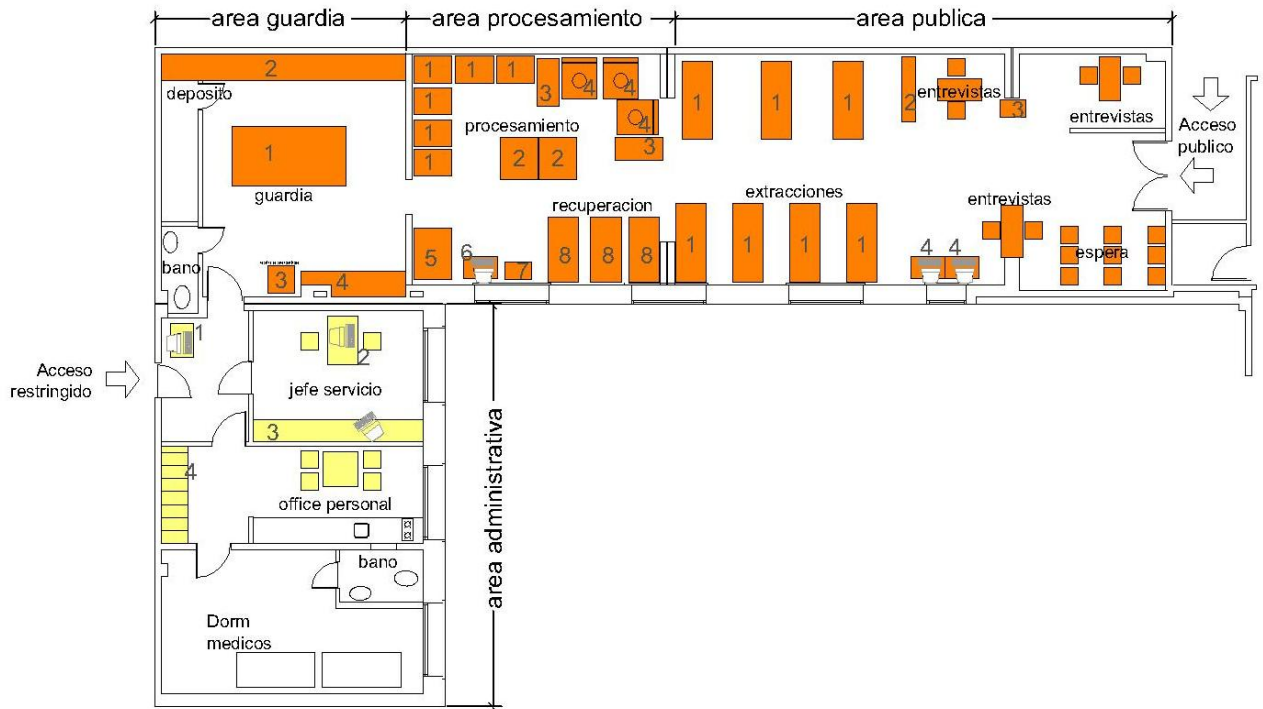 area guardia
area procesamiento
area publica
2
1
1
1
3
4
4
1
1
1
2
entrevistas
3
entrevistas
deposito
1
4
Acceso
publico
procesamiento
1
3
1
guardia
2
2
1
extracciones
recuperacion
entrevistas
1
1
1
1
bano
5
6
7
8
8
8
4
4
espera
3
4
1
2
Acceso
restringido
jefe servicio
3
4
office personal
area administrativa
bano
Dorm
medicos